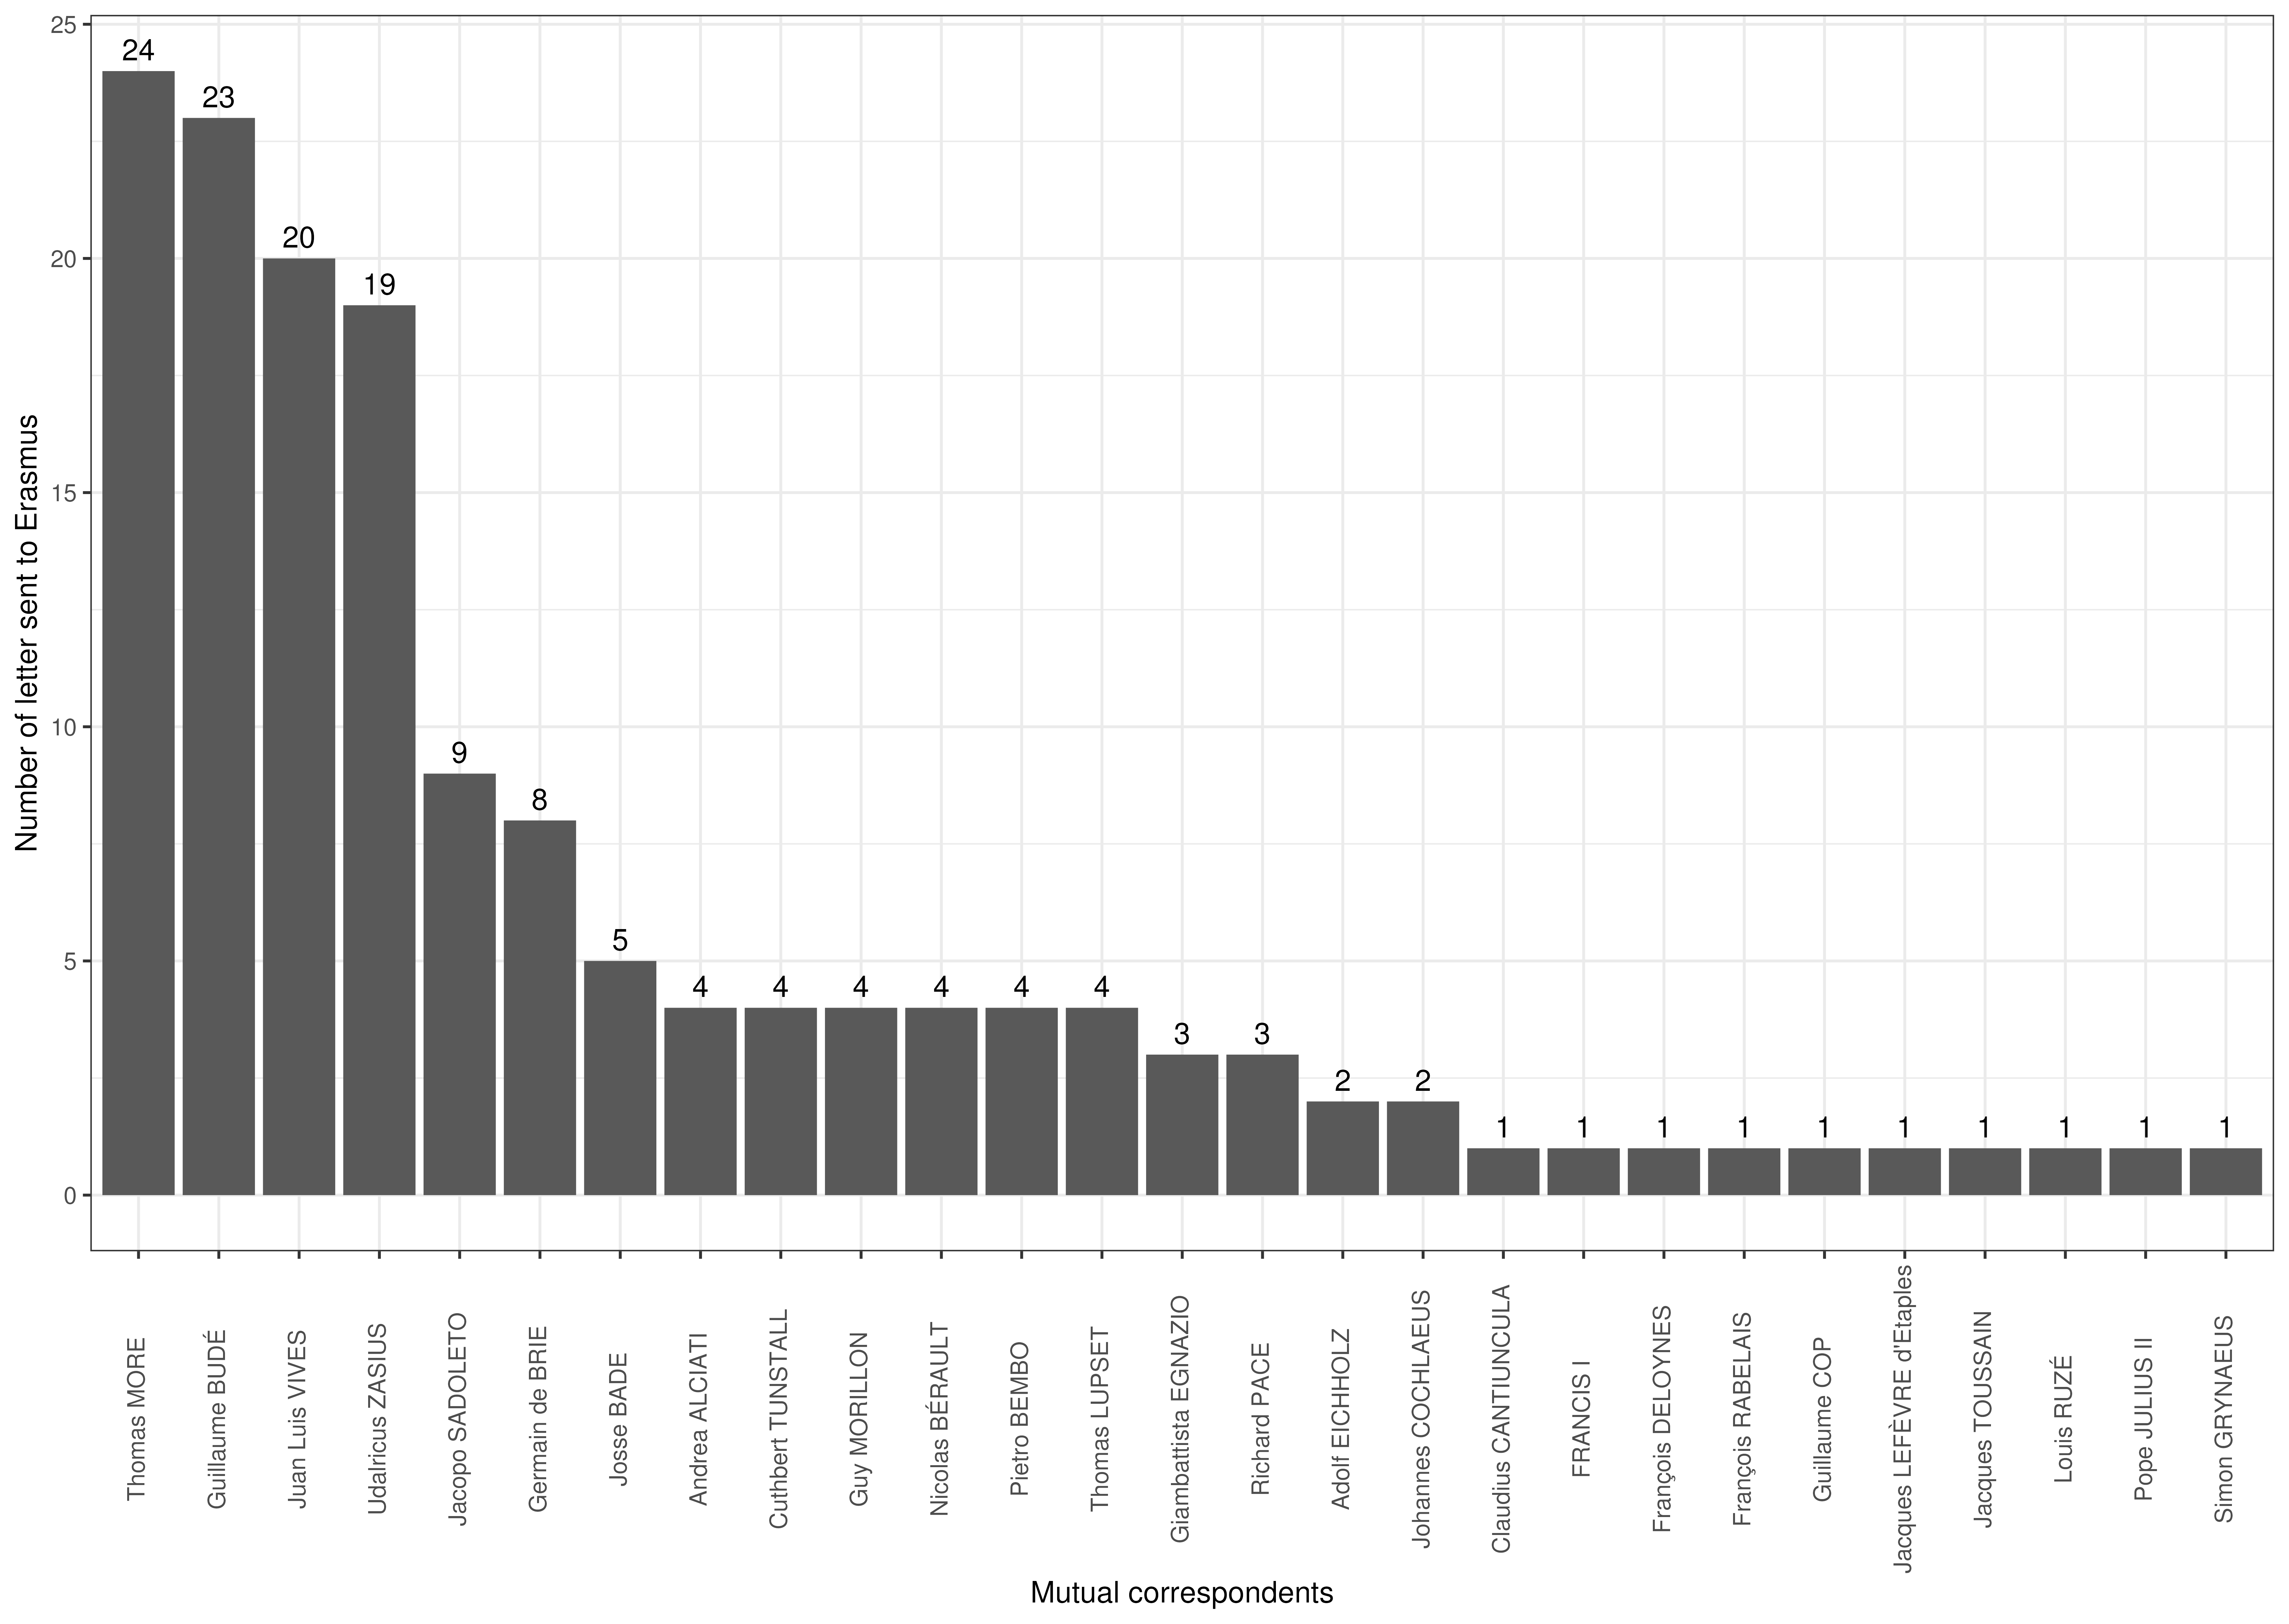 Number of letter sent to Erasmus
25
20
15
10
5
0
24
23
20
19
9
8
5
4
4
4
4
4
4
3
3
2
2
1
1
1
1
1
1
1
1
1
1
Thomas MORE
Guillaume BUDÉ
Juan Luis VIVES
Udalricus ZASIUS
Jacopo SADOLETO
Germain de BRIE
Josse BADE
Andrea ALCIATI
Cuthbert TUNSTALL
Guy MORILLON
Nicolas BÉRAULT
Pietro BEMBO
Thomas LUPSET
Giambattista EGNAZIO
Richard PACE
Adolf EICHHOLZ
Johannes COCHLAEUS
Claudius CANTIUNCULA
FRANCIS I
François DELOYNES
François RABELAIS
Guillaume COP
Jacques LEFÈVRE d'Etaples
Jacques TOUSSAIN
Louis RUZÉ
Pope JULIUS II
Simon GRYNAEUS
Mutual correspondents